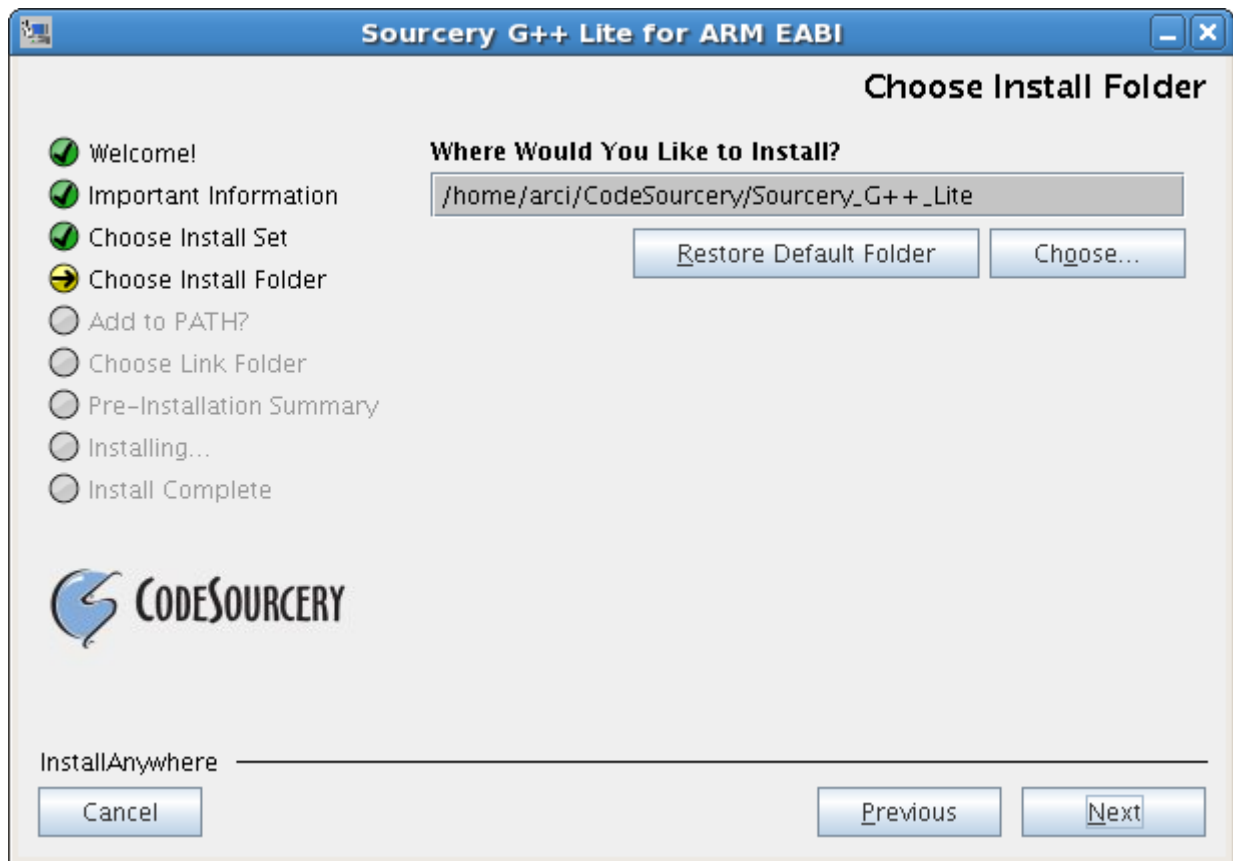 Sourcery G++ Lite for ARM EABI
Choose Install Folder
Welcome!
Important Information
Choose Install Set
Choose Install Folder
Add to PATH?
Choose Link Folder
Pre-Installation Summary
Installing...
Install Complete
Where Would You Like to Install?
/home/arci/CodeSourcery/Sourcery_G++_Lite
Restore Default Folder
Choose...
CODESOURCERY
InstallAnywhere
Cancel
Previous
Next